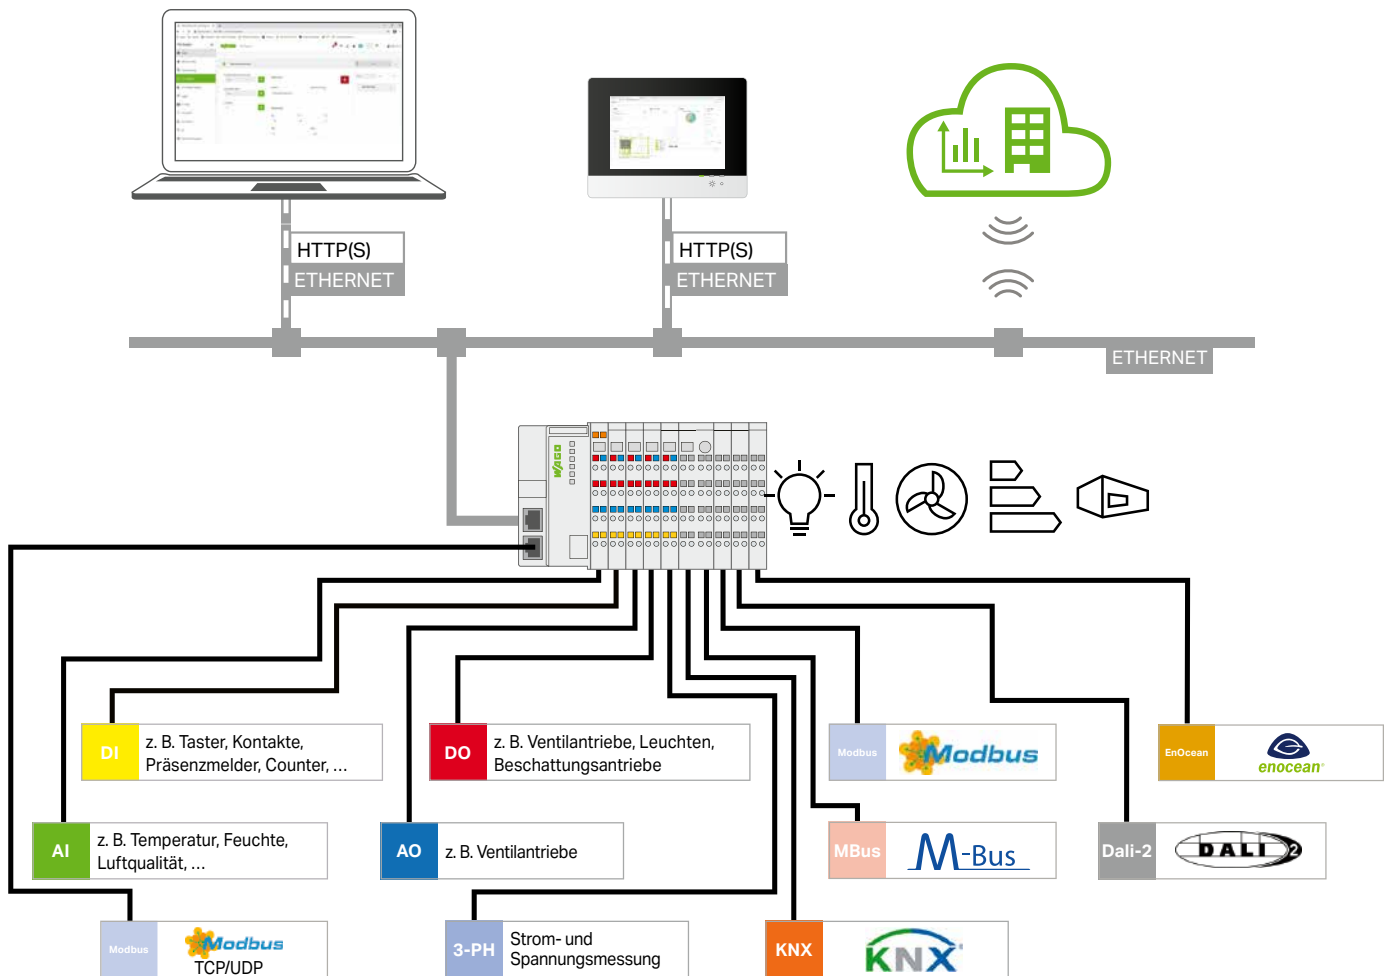 HTTP(S)
ETHERNET
HTTP(S)
ETHERNET
ETHERNET
WAGO
DI
z. B. Taster, Kontakte,
Präsenzmelder, Counter, ...
DO
z. B. Ventilantriebe, Leuchten,
Beschattungsantriebe
Modbus
Modbus
EnOcean
enocean®
AI
z. B. Temperatur, Feuchte,
Luftqualität, ...
AO
z. B. Ventilantriebe
MBus
M-Bus
Dali-2
DALI 2
Modbus
Modbus
TCP/UDP
3-PH
Strom- und
Spannungsmessung
KNX
KNX®